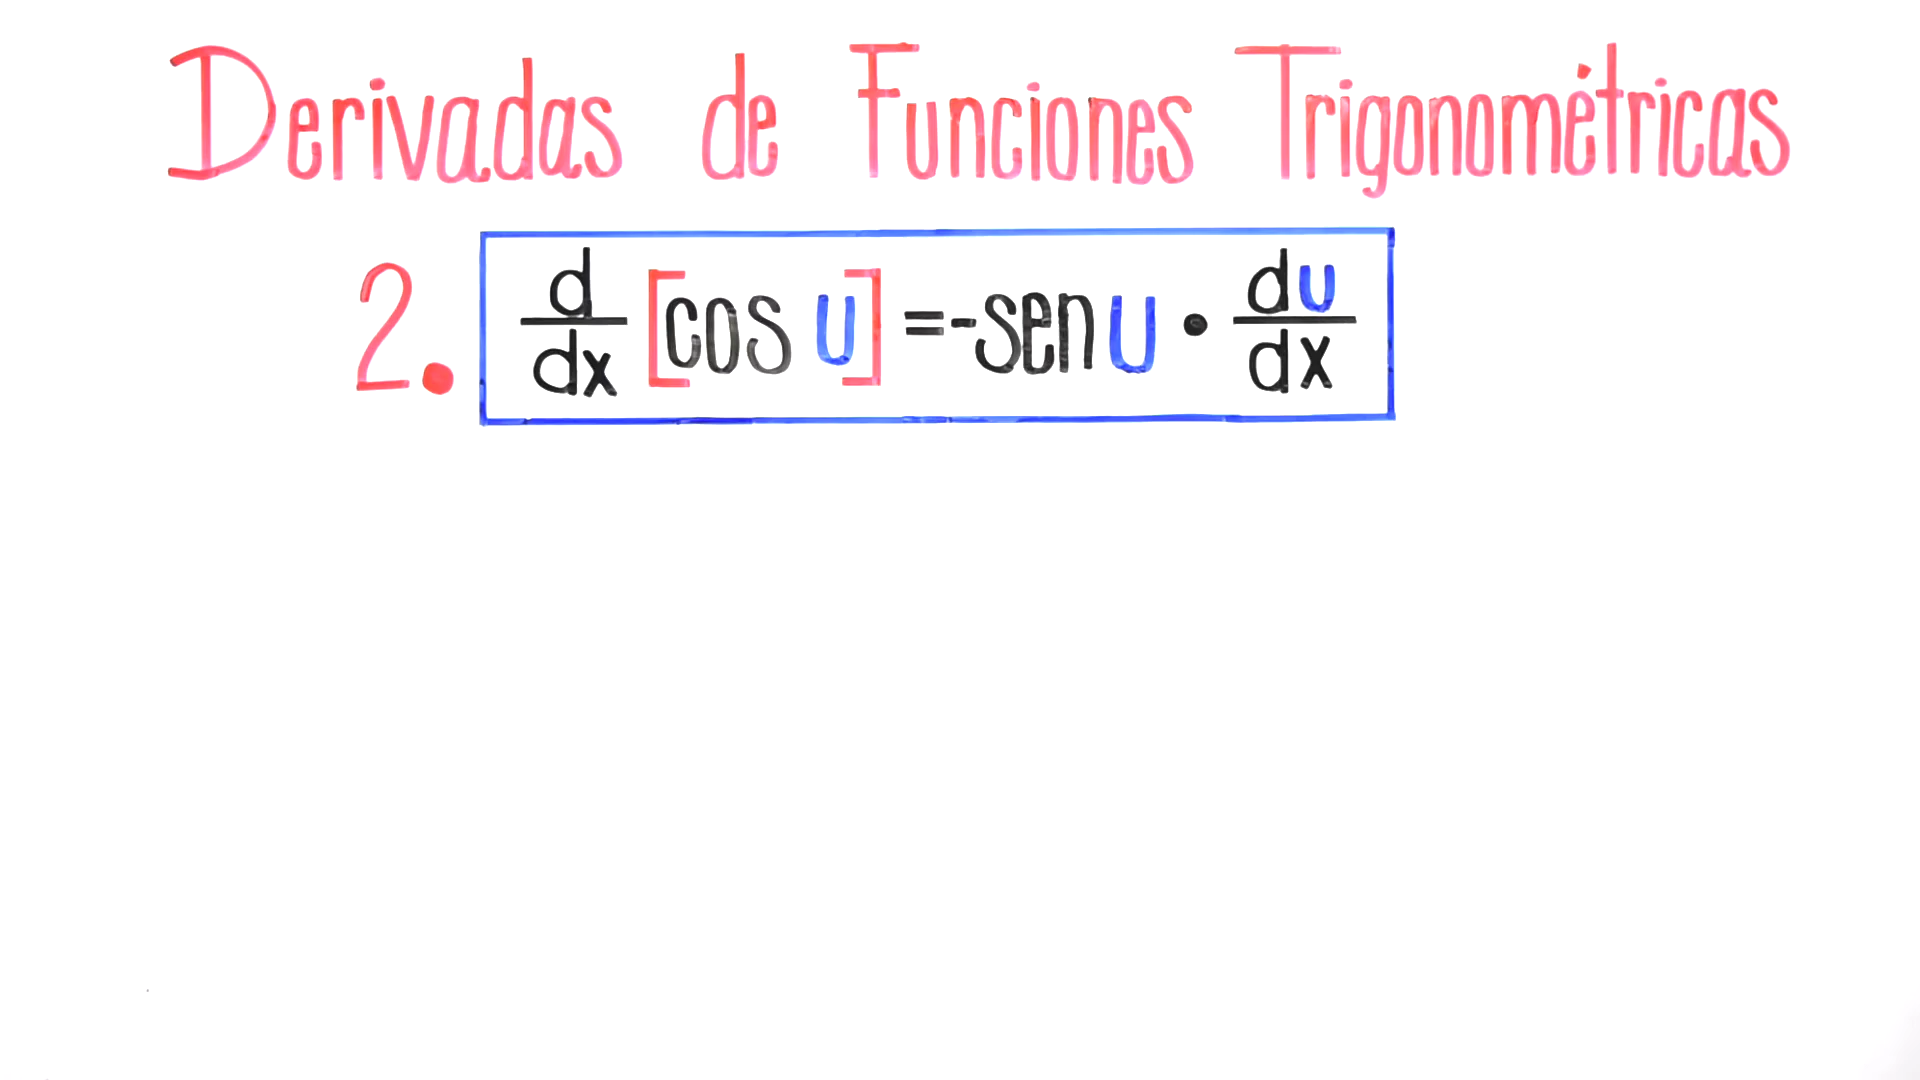 Derivadas de Funciones Trigonométricas
2. d/dx [cos u] = -sen u • du/dx